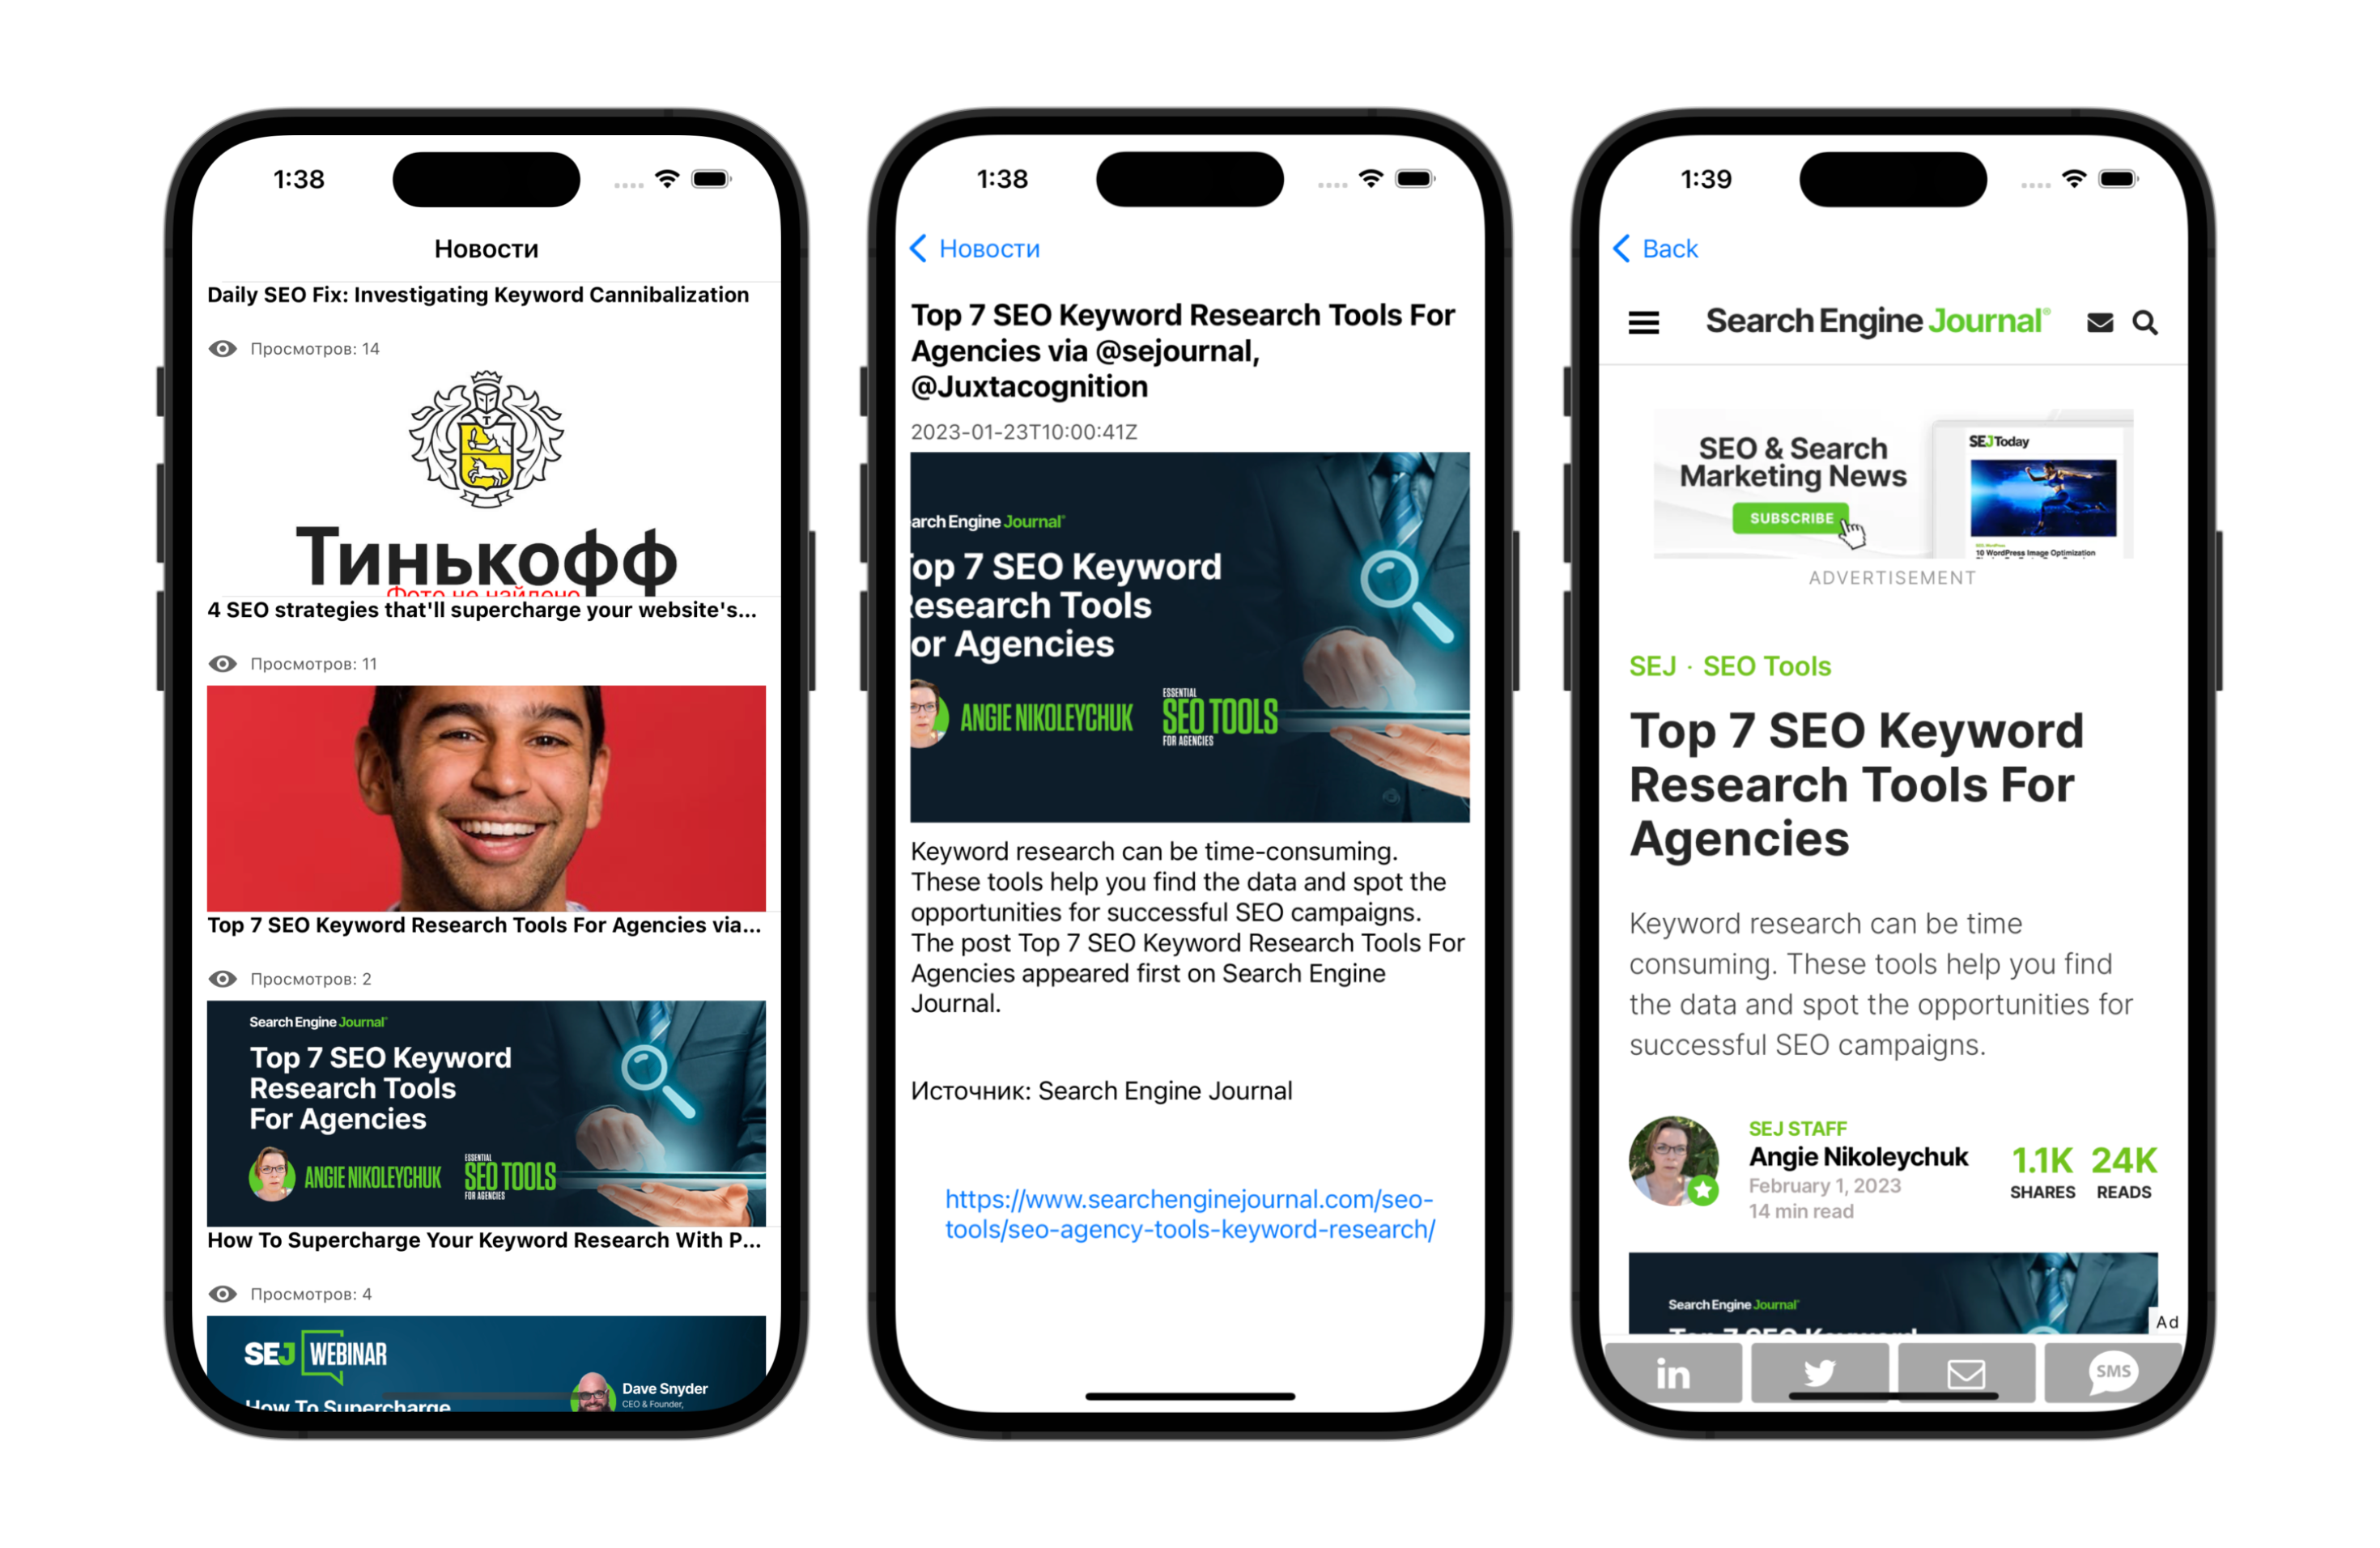 1:38
Новости
Daily SEO Fix: Investigating Keyword Cannibalization
Просмотров: 14
Тинькофф
Фото не найдено
4 SEO strategies that'll supercharge your website's...
Просмотров: 11
Top 7 SEO Keyword Research Tools For Agencies via...
Просмотров: 2
Search Engine Journal
Top 7 SEO Keyword
Research Tools
For Agencies
ANGIE NIKOLEYCHUK
ESSENTIAL
SEO TOOLS
FOR AGENCIES
How To Supercharge Your Keyword Research With P...
Просмотров: 4
SEJ WEBINAR
How To Supercharge
Dave Snyder
CEO & Founder,
1:38
Новости
Top 7 SEO Keyword Research Tools For
Agencies via @sejournal,
@Juxtacognition
2023-01-23T10:00:41Z
arch Engine Journal
op 7 SEO Keyword
esearch Tools
or Agencies
ANGIE NIKOLEYCHUK
ESSENTIAL
SEO TOOLS
FOR AGENCIES
Keyword research can be time-consuming.
These tools help you find the data and spot the
opportunities for successful SEO campaigns.
The post Top 7 SEO Keyword Research Tools For
Agencies appeared first on Search Engine
Journal.
Источник: Search Engine Journal
https://www.searchenginejournal.com/seo-
tools/seo-agency-tools-keyword-research/
1:39
Back
Search Engine Journal®
SEO & Search
Marketing News
SUBSCRIBE
SEJ Today
10 WordPress Image Optimization
ADVERTISEMENT
SEJ · SEO Tools
Top 7 SEO Keyword
Research Tools For
Agencies
Keyword research can be time
consuming. These tools help you find
the data and spot the opportunities for
successful SEO campaigns.
SEJ STAFF
Angie Nikoleychuk
February 1, 2023
14 min read
1.1K
SHARES
24K
READS
Search Engine Journal
Top 7 SEO Keyword
Ad
in
SMS